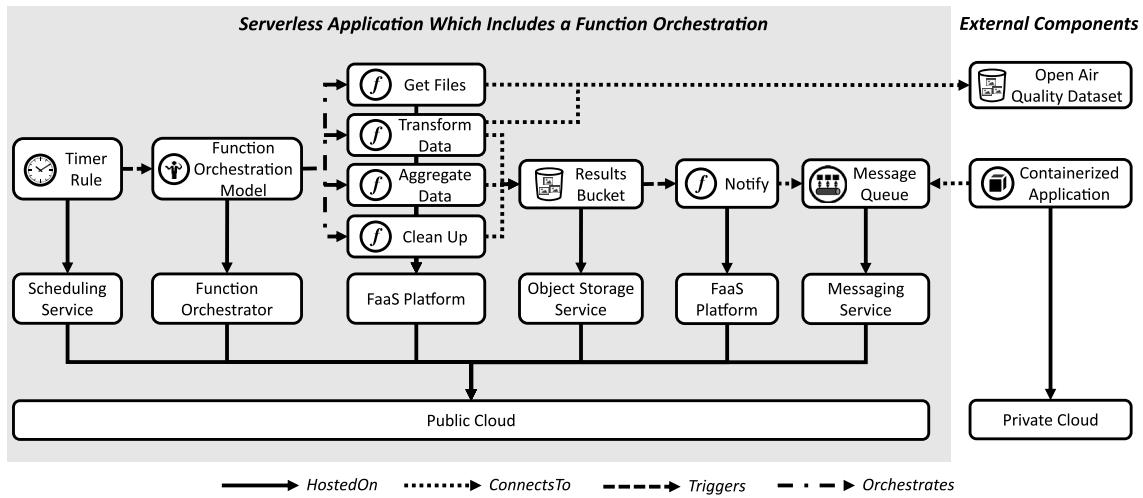 Serverless Application Which Includes a Function Orchestration
External Components
f Get Files
Open Air
Quality Dataset
f Transform
Data
Timer
Rule
Function
Orchestration
Model
f Aggregate
Data
Results
Bucket
f Notify
Message
Queue
Containerized
Application
f Clean Up
Scheduling
Service
Function
Orchestrator
FaaS Platform
Object Storage
Service
FaaS
Platform
Messaging
Service
Public Cloud
Private Cloud
HostedOn
ConnectsTo
Triggers
Orchestrates